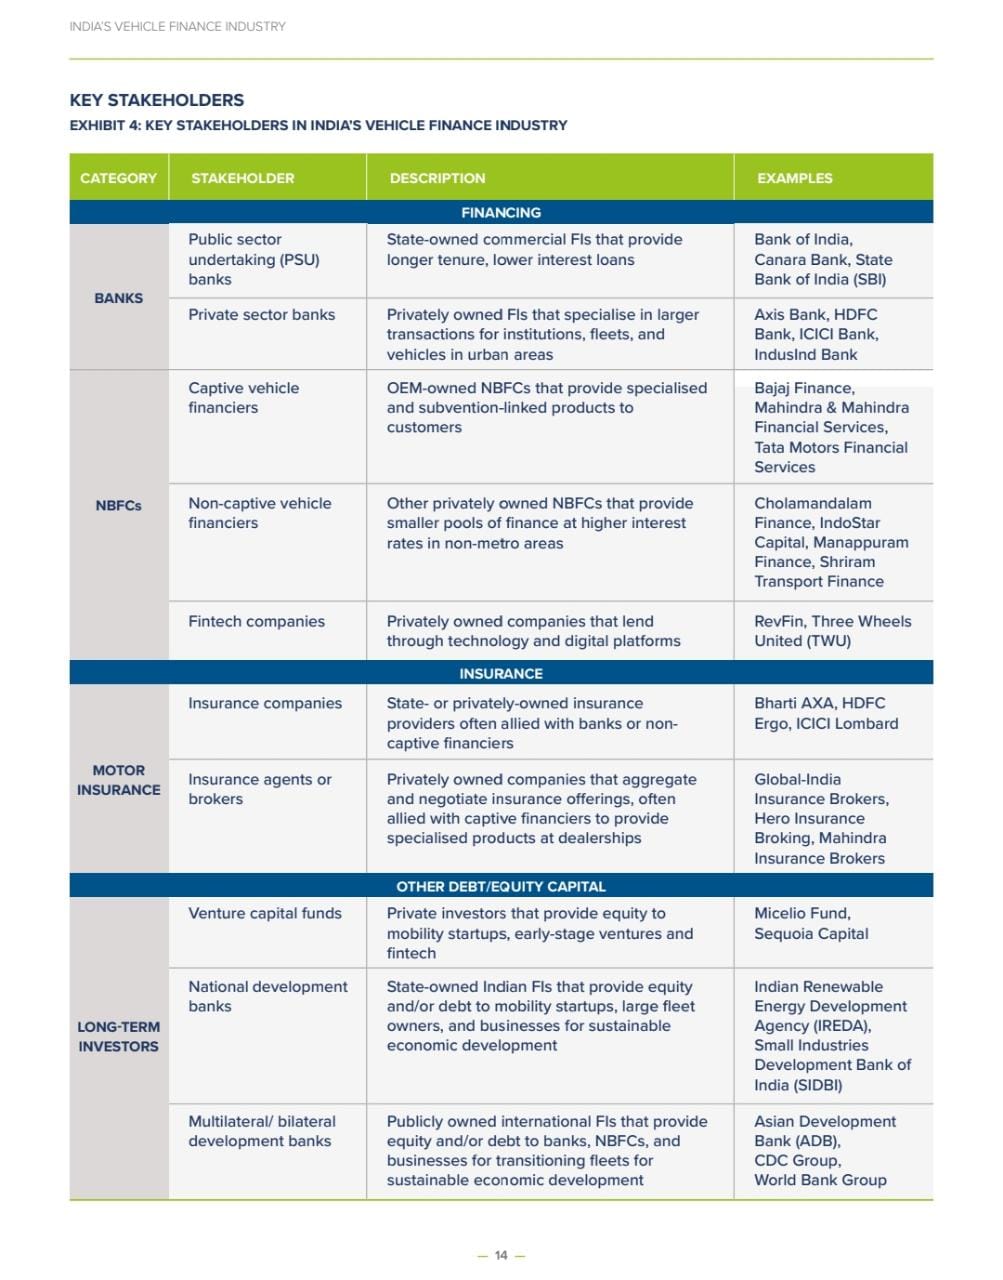 INDIA'S VEHICLE FINANCE INDUSTRY
KEY STAKEHOLDERS
EXHIBIT 4: KEY STAKEHOLDERS IN INDIA'S VEHICLE FINANCE INDUSTRY
CATEGORY STAKEHOLDER DESCRIPTION EXAMPLES
FINANCING
BANKS
Public sector
undertaking (PSU)
banks
State-owned commercial FIs that provide
longer tenure, lower interest loans
Bank of India,
Canara Bank, State
Bank of India (SBI)
Private sector banks
Privately owned FIs that specialise in larger
transactions for institutions, fleets, and
vehicles in urban areas
Axis Bank, HDFC
Bank, ICICI Bank,
IndusInd Bank
NBFCs
Captive vehicle
financiers
OEM-owned NBFCs that provide specialised
and subvention-linked products to
customers
Bajaj Finance,
Mahindra & Mahindra
Financial Services,
Tata Motors Financial
Services
Non-captive vehicle
financiers
Other privately owned NBFCs that provide
smaller pools of finance at higher interest
rates in non-metro areas
Cholamandalam
Finance, IndoStar
Capital, Manappuram
Finance, Shriram
Transport Finance
Fintech companies
Privately owned companies that lend
through technology and digital platforms
RevFin, Three Wheels
United (TWU)
INSURANCE
MOTOR
INSURANCE
Insurance companies
State- or privately-owned insurance
providers often allied with banks or non-
captive financiers
Bharti AXA, HDFC
Ergo, ICICI Lombard
Insurance agents or
brokers
Privately owned companies that aggregate
and negotiate insurance offerings, often
allied with captive financiers to provide
specialised products at dealerships
Global-India
Insurance Brokers,
Hero Insurance
Broking, Mahindra
Insurance Brokers
OTHER DEBT/EQUITY CAPITAL
LONG-TERM
INVESTORS
Venture capital funds
Private investors that provide equity to
mobility startups, early-stage ventures and
fintech
Micelio Fund,
Sequoia Capital
National development
banks
State-owned Indian FIs that provide equity
and/or debt to mobility startups, large fleet
owners, and businesses for sustainable
economic development
Indian Renewable
Energy Development
Agency (IREDA),
Small Industries
Development Bank of
India (SIDBI)
Multilateral/ bilateral
development banks
Publicly owned international FIs that provide
equity and/or debt to banks, NBFCs, and
businesses for transitioning fleets for
sustainable economic development
Asian Development
Bank (ADB),
CDC Group,
World Bank Group
— 14 —